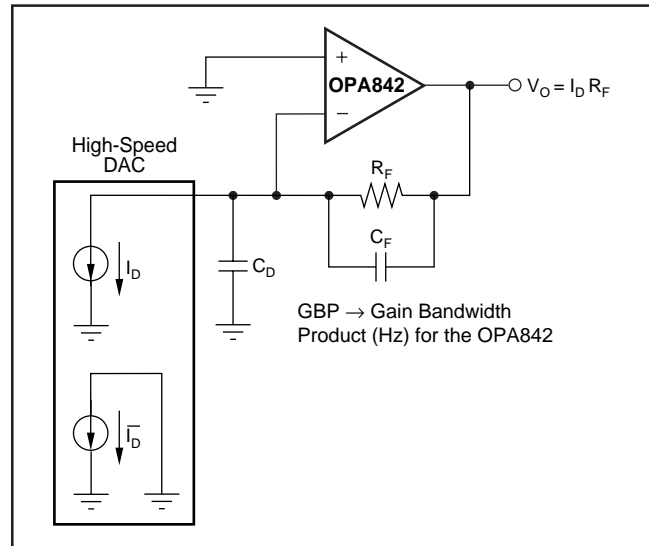 +
OPA842
−
V_O = I_D R_F
High-Speed
DAC
R_F
C_F
C_D
I_D
GBP → Gain Bandwidth
Product (Hz) for the OPA842
I̅_D